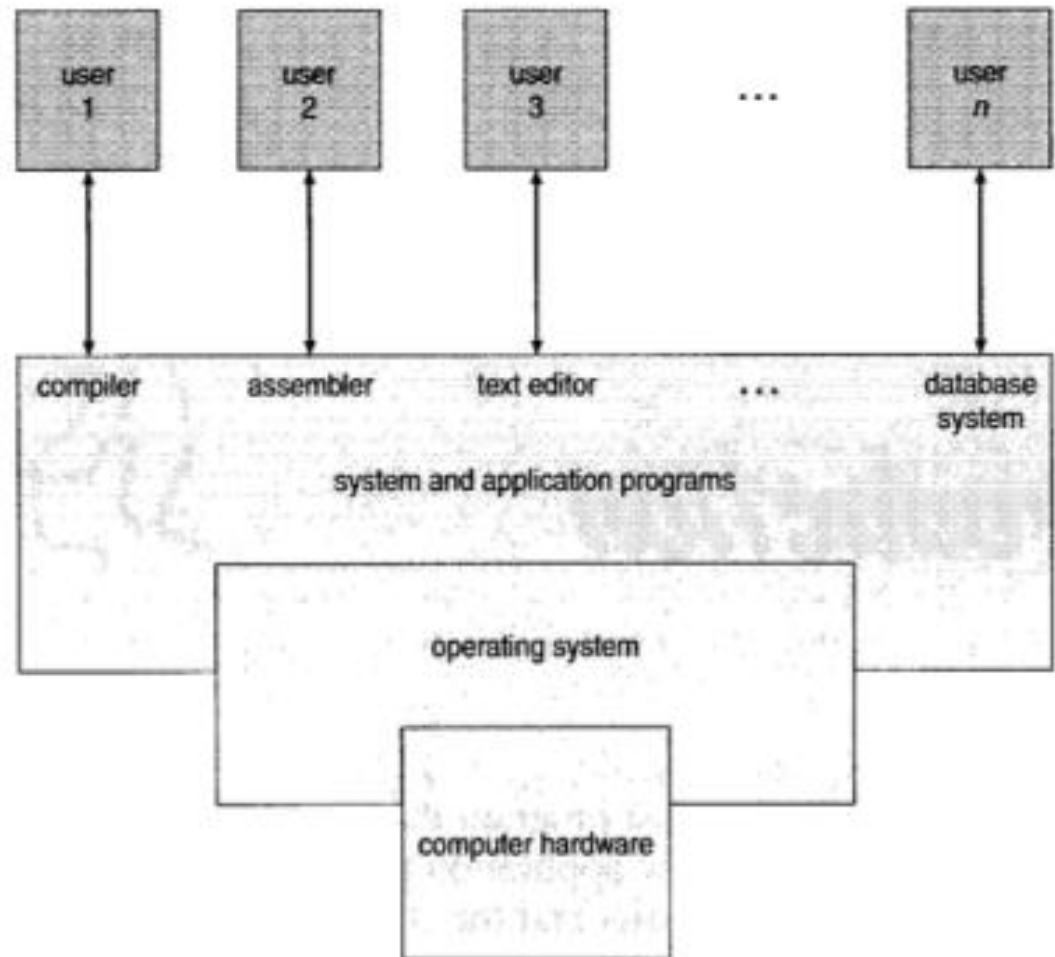 user
1
user
2
user
3
...
user
n
compiler
assembler
text editor
...
database
system
system and application programs
operating system
computer hardware